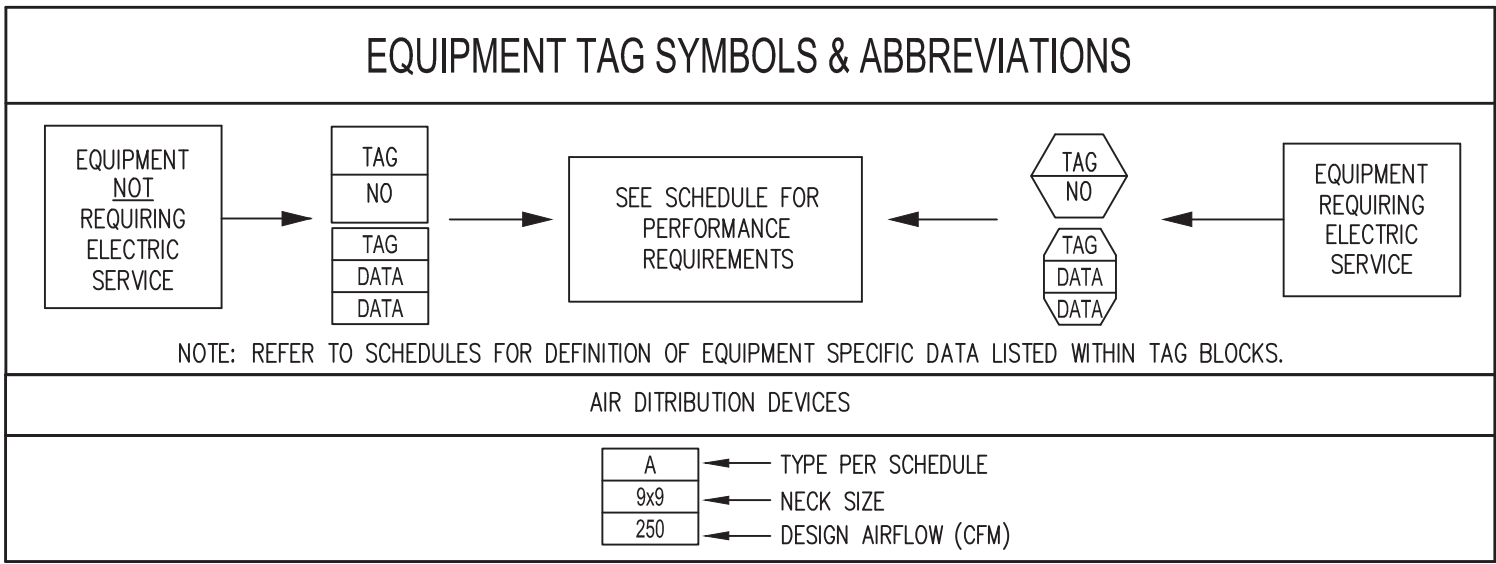 EQUIPMENT TAG SYMBOLS & ABBREVIATIONS
EQUIPMENT
NOT
REQUIRING
ELECTRIC
SERVICE
TAG
NO
TAG
DATA
DATA
SEE SCHEDULE FOR
PERFORMANCE
REQUIREMENTS
TAG
NO
TAG
DATA
DATA
EQUIPMENT
REQUIRING
ELECTRIC
SERVICE
NOTE: REFER TO SCHEDULES FOR DEFINITION OF EQUIPMENT SPECIFIC DATA LISTED WITHIN TAG BLOCKS.
AIR DITRIBUTION DEVICES
A
TYPE PER SCHEDULE
9x9
NECK SIZE
250
DESIGN AIRFLOW (CFM)